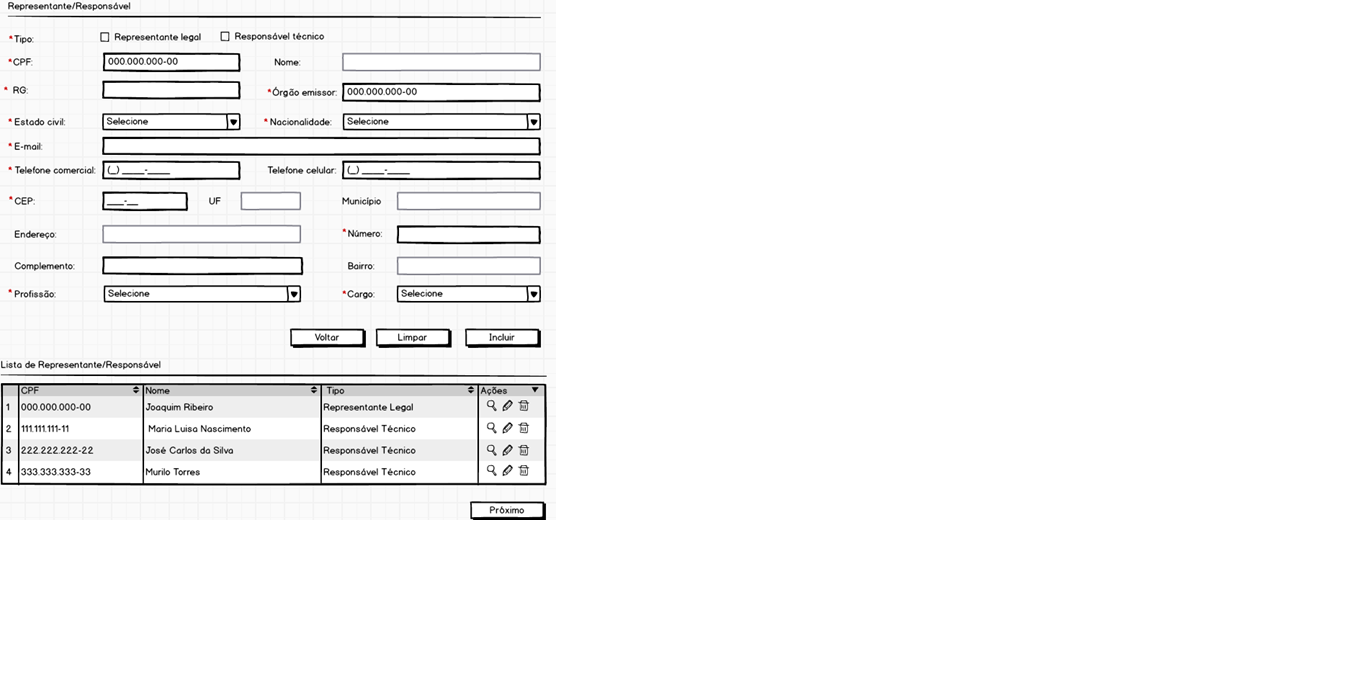 Representante/Responsável
*Tipo: Representante legal Responsável técnico
*CPF: 000.000.000-00 Nome:
* RG: *Órgão emissor: 000.000.000-00
* Estado civil: Selecione * Nacionalidade: Selecione
* E-mail:
* Telefone comercial: (_) ____-____ Telefone celular: (_) ____-____
* CEP: ___-__ UF Município
Endereço: *Número:
Complemento: Bairro:
* Profissão: Selecione *Cargo: Selecione
Voltar Limpar Incluir
Lista de Representante/Responsável
CPF Nome Tipo Ações
1 000.000.000-00 Joaquim Ribeiro Representante Legal
2 111.111.111-11 Maria Luisa Nascimento Responsável Técnico
3 222.222.222-22 José Carlos da Silva Responsável Técnico
4 333.333.333-33 Murilo Torres Responsável Técnico
Próximo